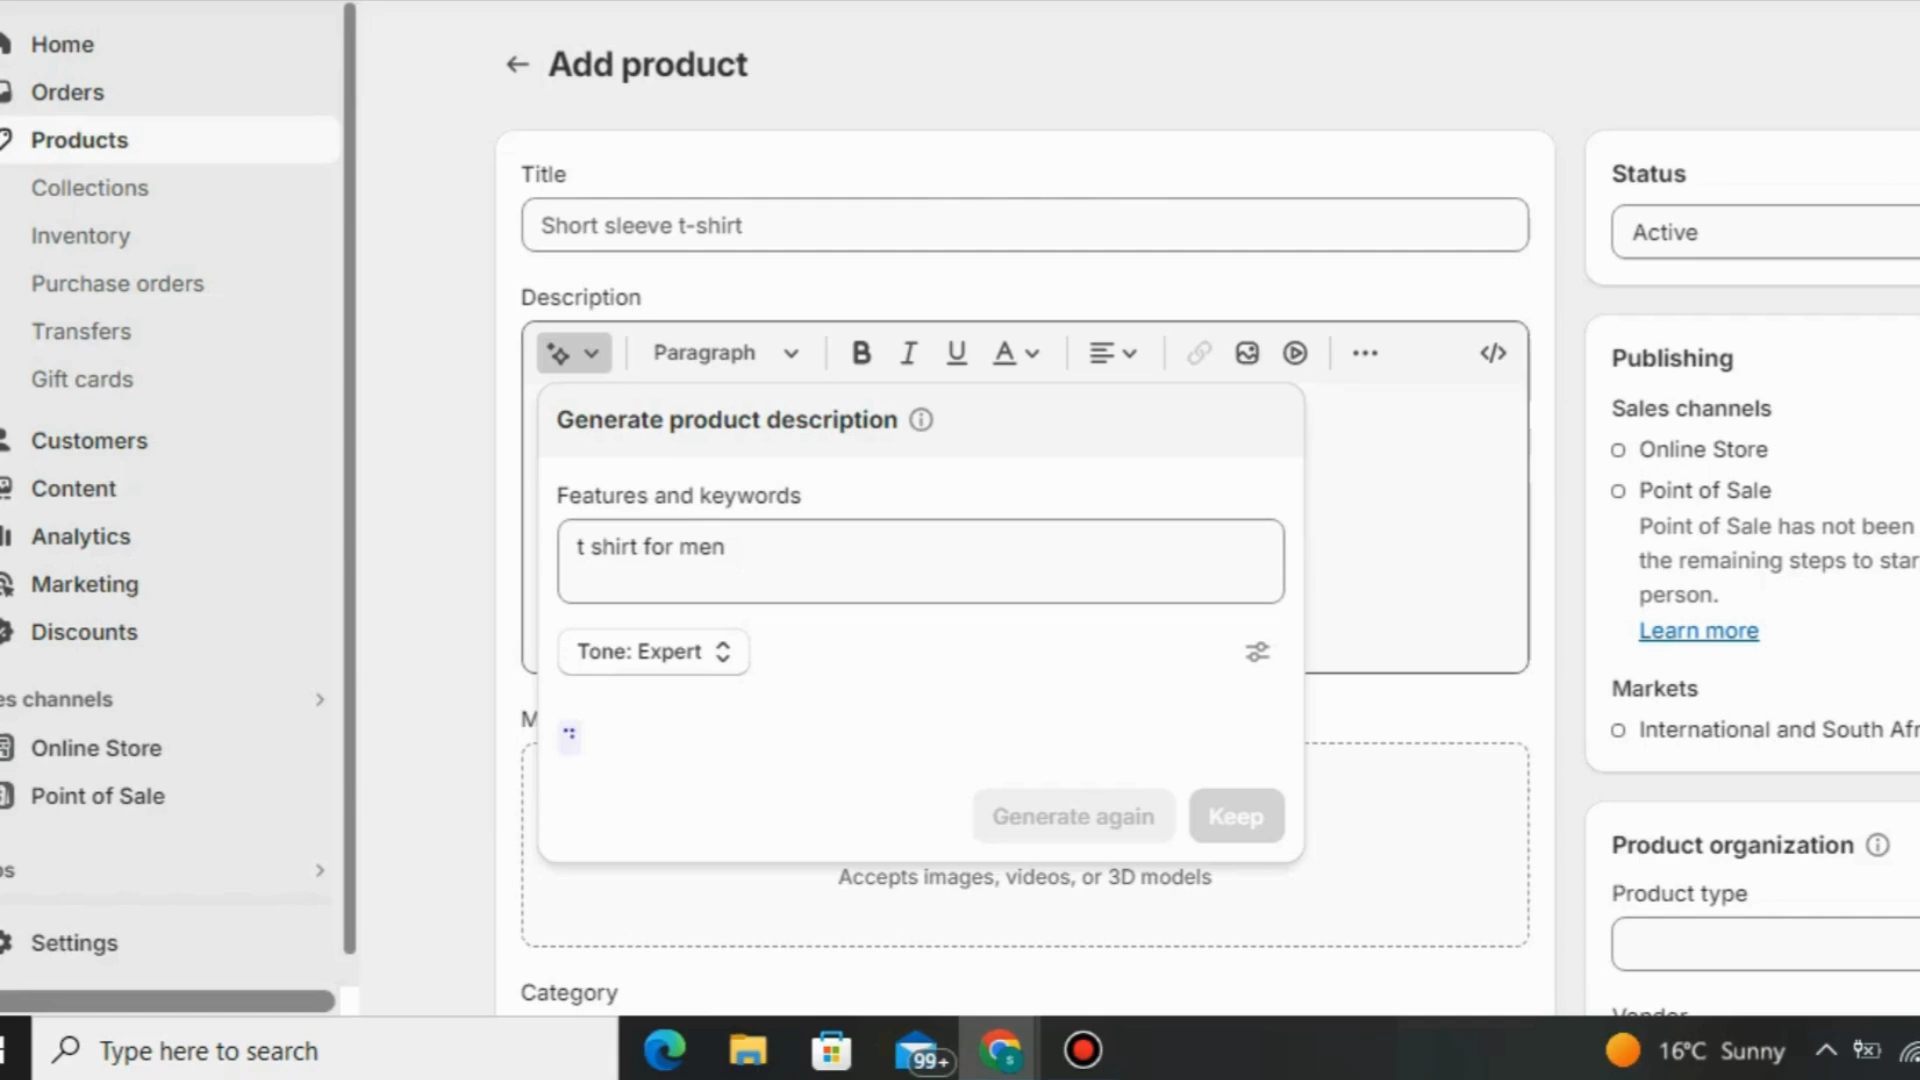 Home
Orders
Products
Collections
Inventory
Purchase orders
Transfers
Gift cards
Customers
Content
Analytics
Marketing
Discounts
es channels
Online Store
Point of Sale
Settings
Add product
Title
Short sleeve t-shirt
Description
Paragraph
B I U A
Generate product description
Features and keywords
t shirt for men
Tone: Expert
Generate again
Keep
Accepts images, videos, or 3D models
Category
Status
Active
Publishing
Sales channels
Online Store
Point of Sale
Point of Sale has not been
the remaining steps to star
person.
Learn more
Markets
International and South Afr
Product organization
Product type
Type here to search
99+
16°C Sunny